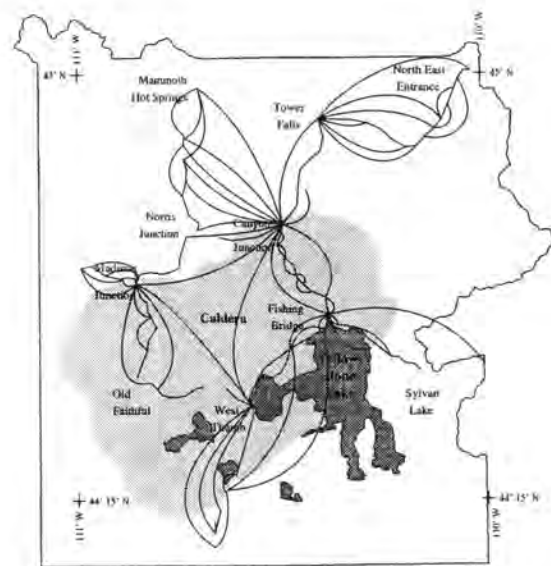 111° W
110° W
45° N
45° N
Mammoth
Hot Springs
North East
Entrance
Tower
Falls
Norris
Junction
Canyon
Junction
Madison
Junction
Caldera
Fishing
Bridge
Old
Faithful
West
Thumb
Lake
Sylvan
Lake
44° 15' N
44° 15' N
111° W
110° W